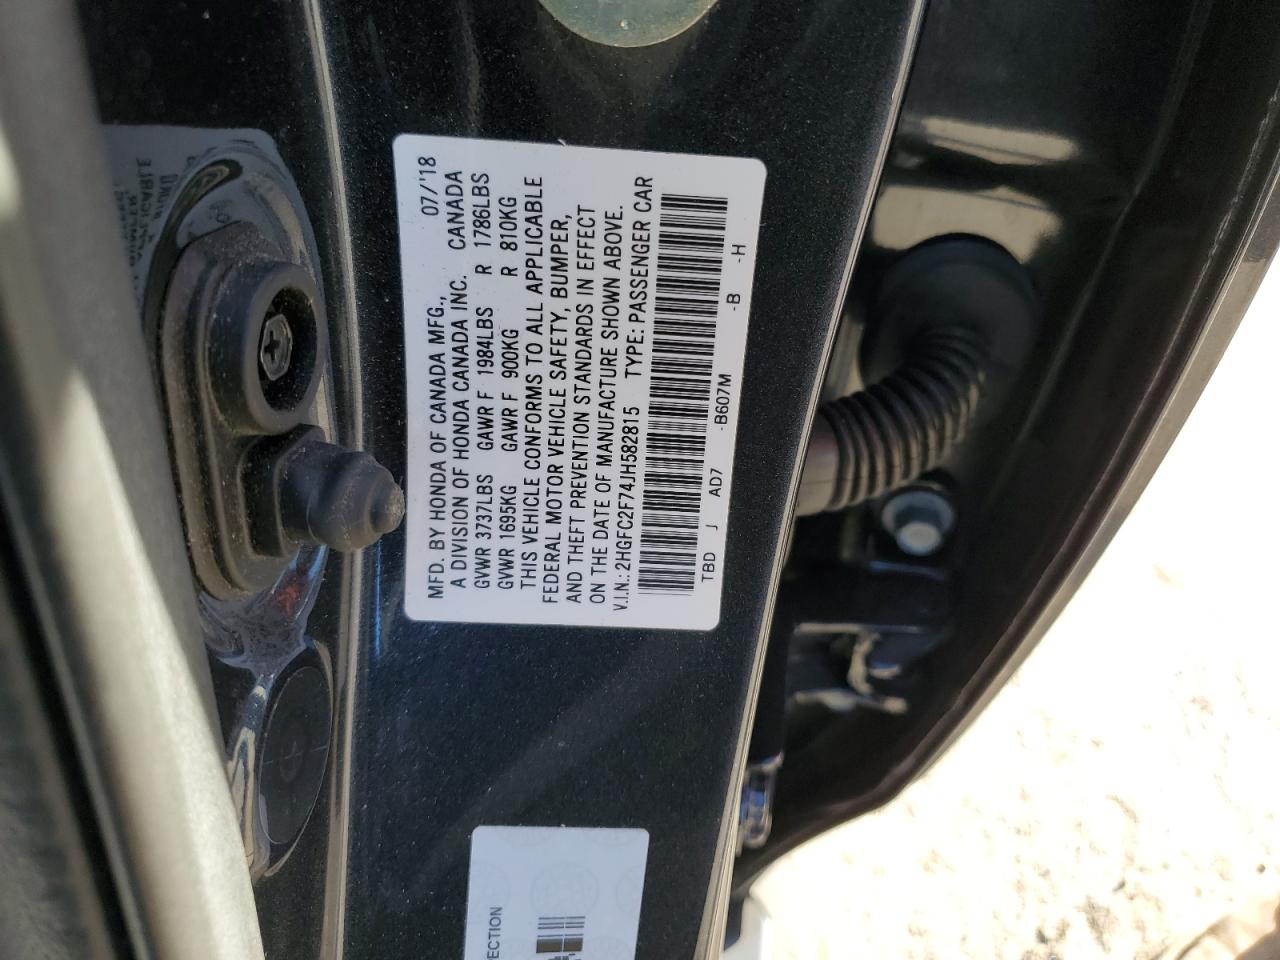 MFD. BY HONDA OF CANADA MFG., 07/'18
A DIVISION OF HONDA CANADA INC. CANADA
GVWR 3737LBS GAWR F 1984LBS R 1786LBS
GVWR 1695KG GAWR F 900KG R 810KG
THIS VEHICLE CONFORMS TO ALL APPLICABLE
FEDERAL MOTOR VEHICLE SAFETY, BUMPER,
AND THEFT PREVENTION STANDARDS IN EFFECT
ON THE DATE OF MANUFACTURE SHOWN ABOVE.
V.I.N.: 2HGFC2F74JH582815 TYPE: PASSENGER CAR
TBD J AD7 -B607M -B -H
ECTION